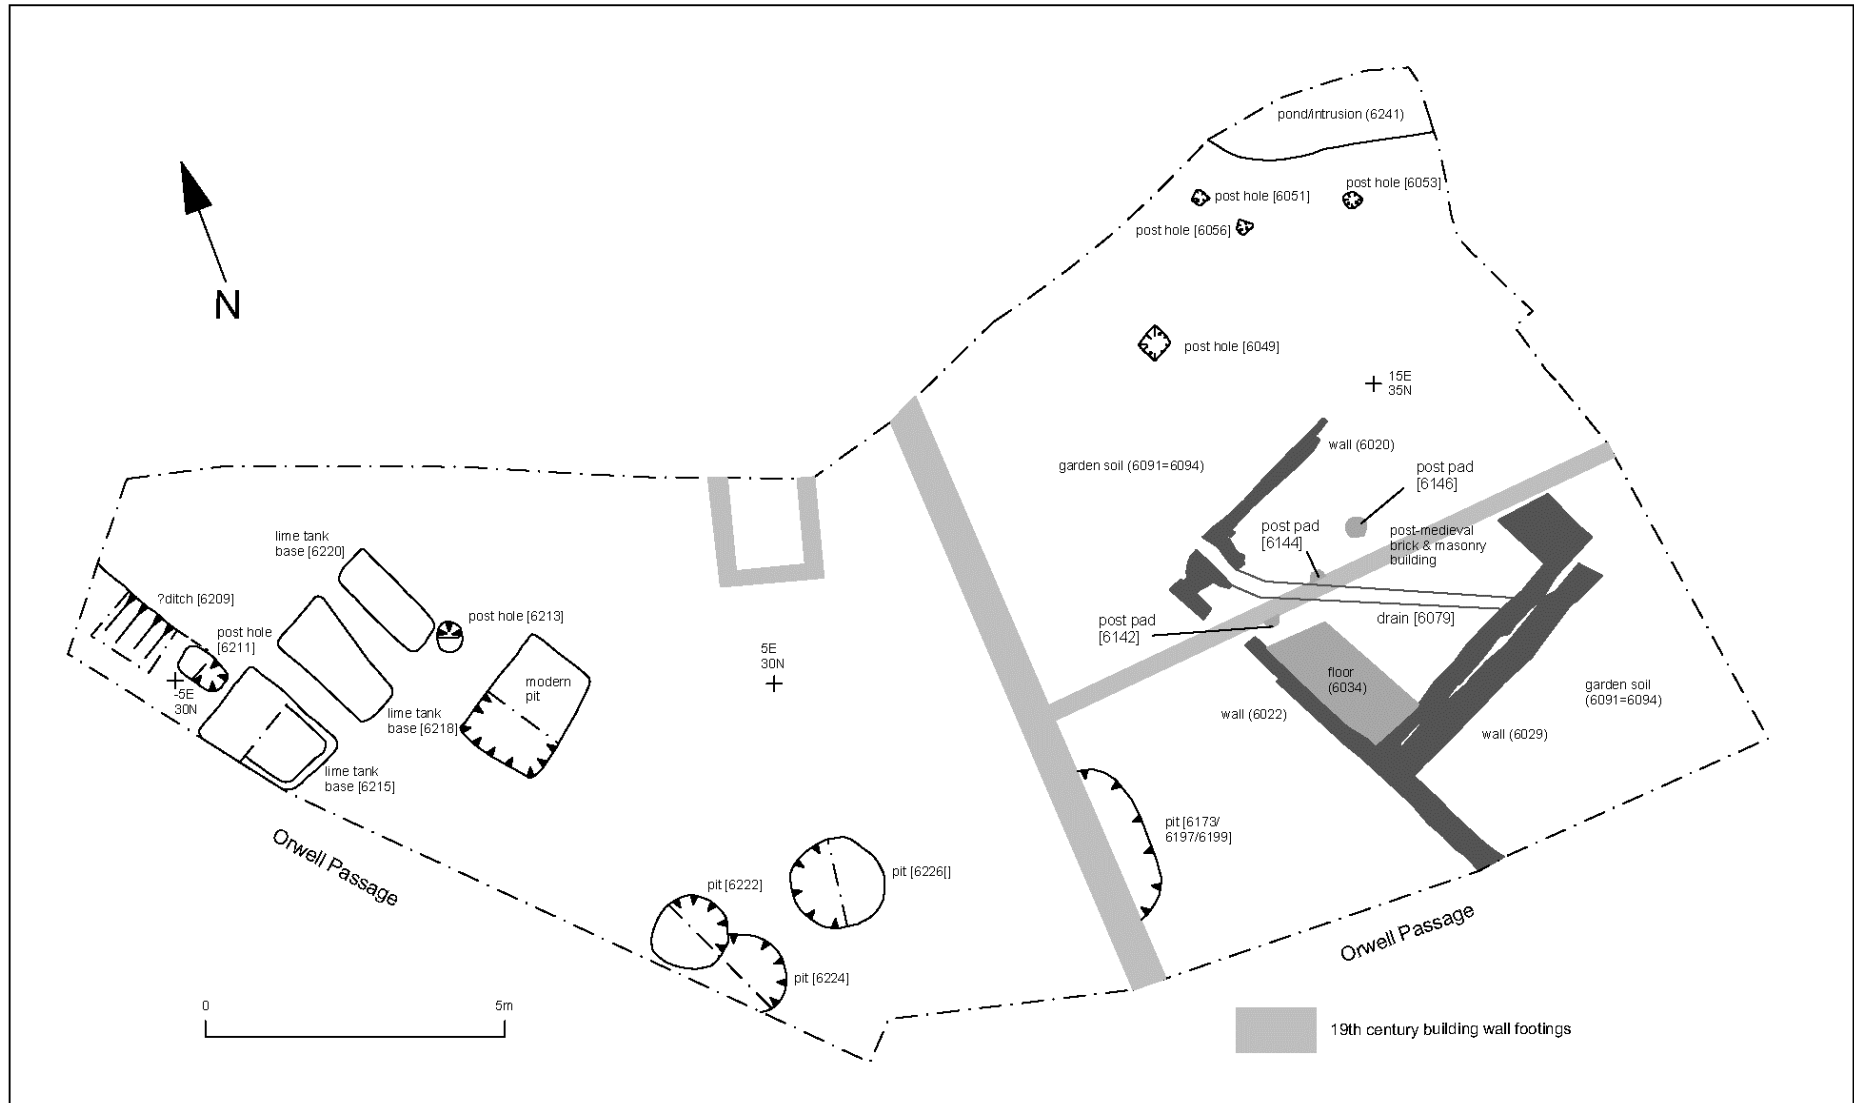 pond/intrusion (6241)
post hole [6051]
post hole [6053]
post hole [6056]
N
post hole [6049]
15E
35N
wall (6020)
garden soil (6091=6094)
post pad
[6146]
post pad
[6144]
post-medieval
brick & masonry
building
lime tank
base [6220]
?ditch [6209]
post hole
[6211]
post hole [6213]
post pad
[6142]
drain [6079]
5E
30N
-5E
30N
modern
pit
floor
(6034)
garden soil
(6091=6094)
lime tank
base [6218]
wall (6022)
wall (6029)
lime tank
base [6215]
pit [6173/
6197/6199]
Orwell Passage
pit [6222]
pit [6226[]
Orwell Passage
pit [6224]
0
5m
19th century building wall footings